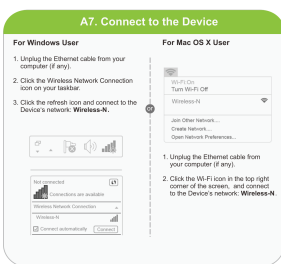 A7. Connect to the Device
For Windows User
1. Unplug the Ethernet cable from your
computer (if any).
2. Click the Wireless Network Connection
icon on your taskbar.
3. Click the refresh icon and connect to the
Device's network: Wireless-N.
Not connected
Connections are available
Wireless Network Connection
Wireless-N
Connect automatically
Connect
or
For Mac OS X User
Wi-Fi On
Turn Wi-Fi Off
Wireless-N
Join Other Network...
Create Network...
Open Network Preferences...
1. Unplug the Ethernet cable from
your computer (if any).
2. Click the Wi-Fi icon in the top right
corner of the screen, and connect
to the Device's network: Wireless-N.